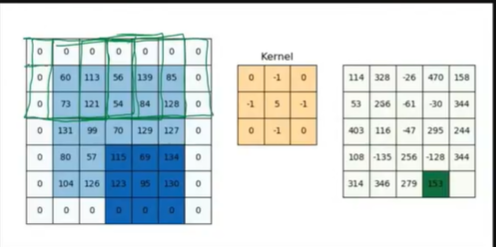 0 0 0 0 0 0 0
0 60 113 56 139 85 0
0 73 121 54 84 128 0
0 131 99 70 129 127 0
0 80 57 115 69 134 0
0 104 126 123 95 130 0
0 0 0 0 0 0 0
Kernel
0 -1 0
-1 5 -1
0 -1 0
114 328 -26 470 158
53 266 -61 -30 344
403 116 -47 295 244
108 -135 256 -128 344
314 346 279 153